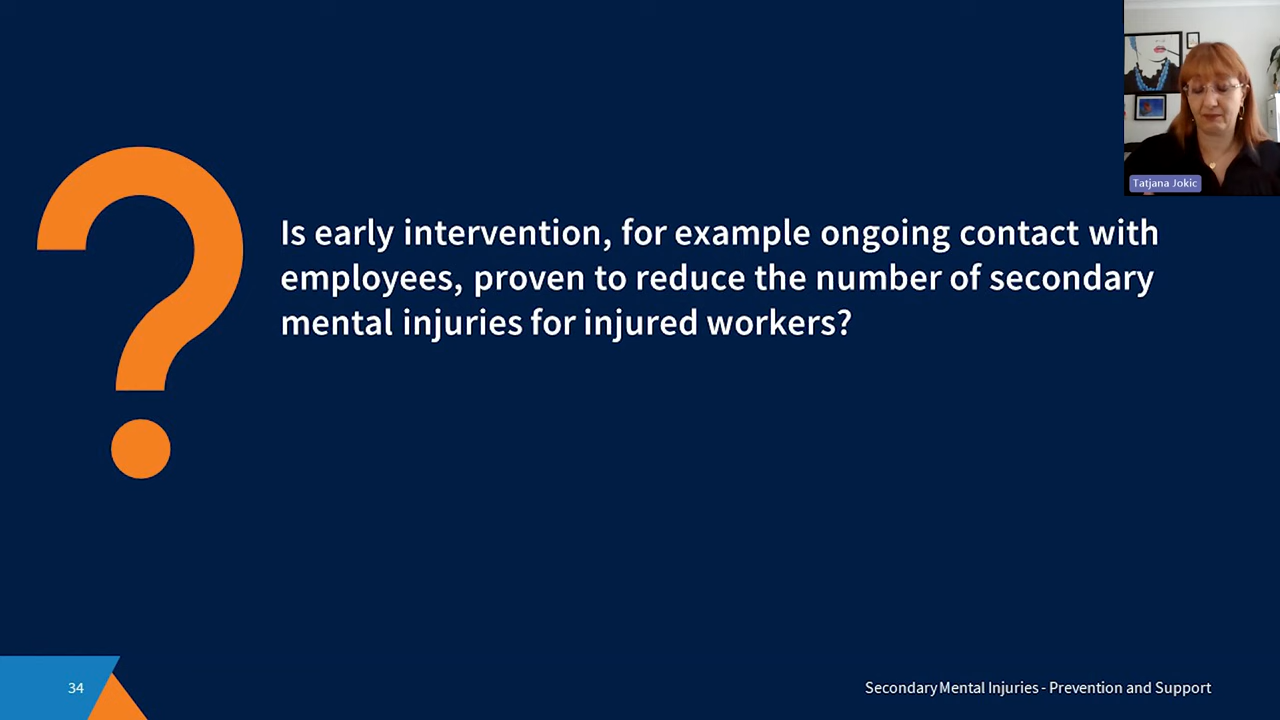 Tatjana Jokic
Is early intervention, for example ongoing contact with
employees, proven to reduce the number of secondary
mental injuries for injured workers?
34
Secondary Mental Injuries - Prevention and Support